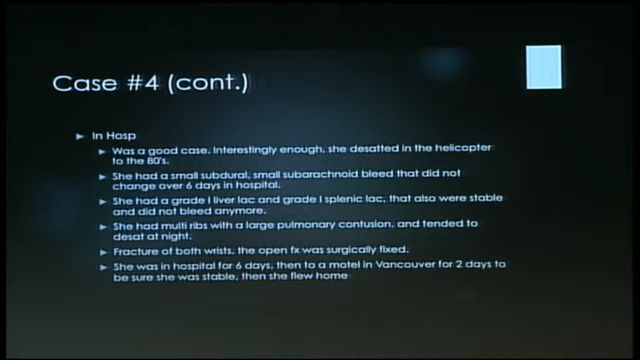 Case #4 (cont.)
In Hosp
Was a good case. Interestingly enough, she desatted in the helicopter
to the 80's.
She had a small subdural, small subarachnoid bleed that did not
change over 6 days in hospital.
She had a grade I liver lac and grade I splenic lac, that also were stable
and did not bleed anymore.
She had multi ribs with a large pulmonary contusion, and tended to
desat at night.
Fracture of both wrists, the open fx was surgically fixed.
She was in hospital for 6 days, then to a motel in Vancouver for 2 days to
be sure she was stable, then she flew home